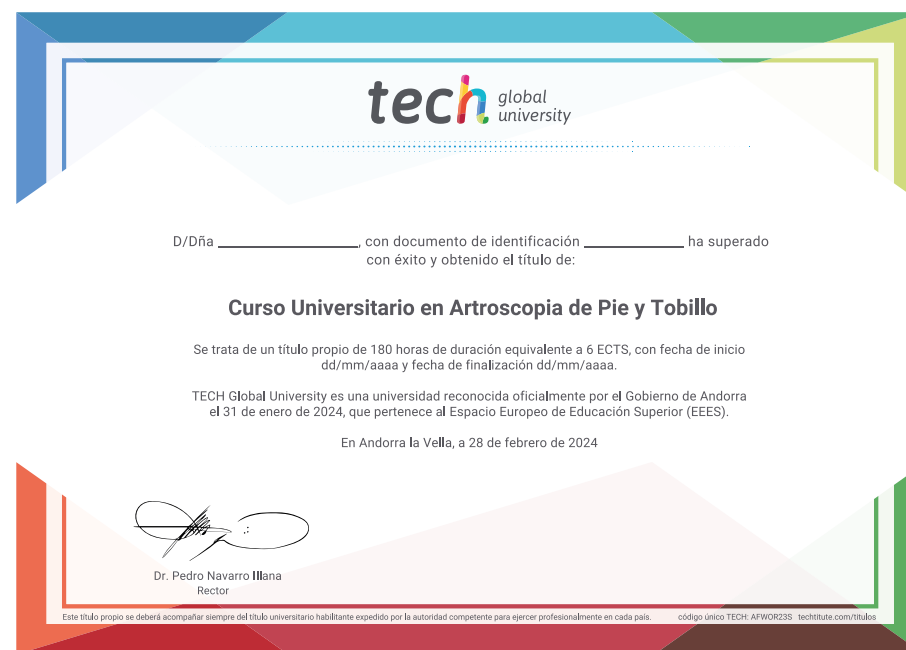 tech global
university
D/Dña ______________, con documento de identificación ____________ ha superado
con éxito y obtenido el título de:
Curso Universitario en Artroscopia de Pie y Tobillo
Se trata de un título propio de 180 horas de duración equivalente a 6 ECTS, con fecha de inicio
dd/mm/aaaa y fecha de finalización dd/mm/aaaa.
TECH Global University es una universidad reconocida oficialmente por el Gobierno de Andorra
el 31 de enero de 2024, que pertenece al Espacio Europeo de Educación Superior (EEES).
En Andorra la Vella, a 28 de febrero de 2024
Dr. Pedro Navarro Illana
Rector
Este título propio se deberá acompañar siempre del título universitario habilitante expedido por la autoridad competente para ejercer profesionalmente en cada país. código único TECH: AFWOR23S techtitute.com/titulos